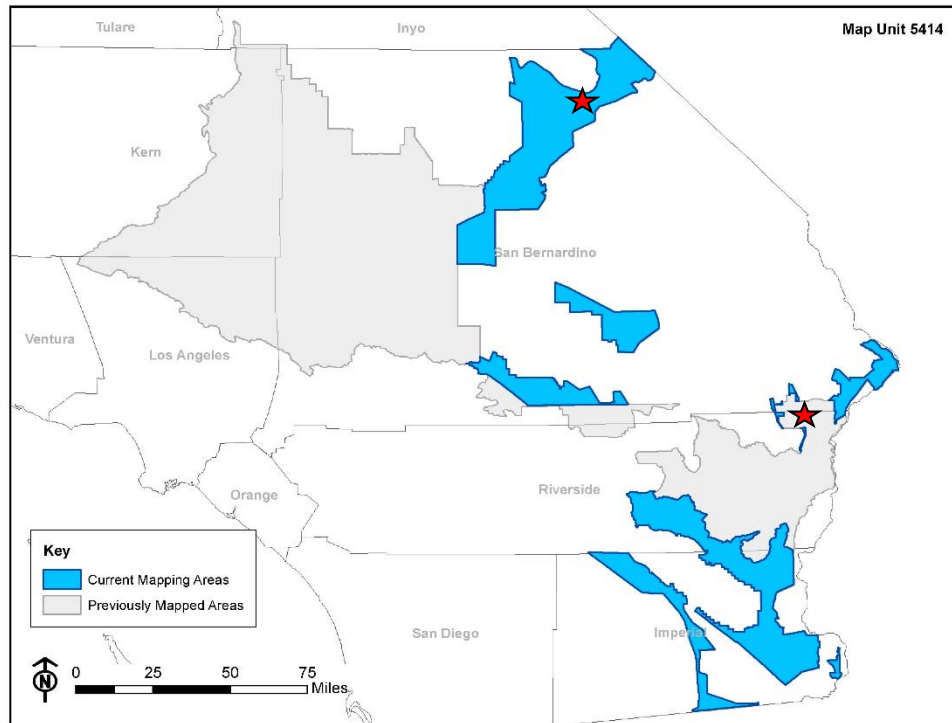 Tulare
Inyo
Map Unit 5414
Kern
San Bernardino
Ventura
Los Angeles
Orange
Riverside
Key
Current Mapping Areas
Previously Mapped Areas
San Diego
Imperial
N
0 25 50 75
Miles